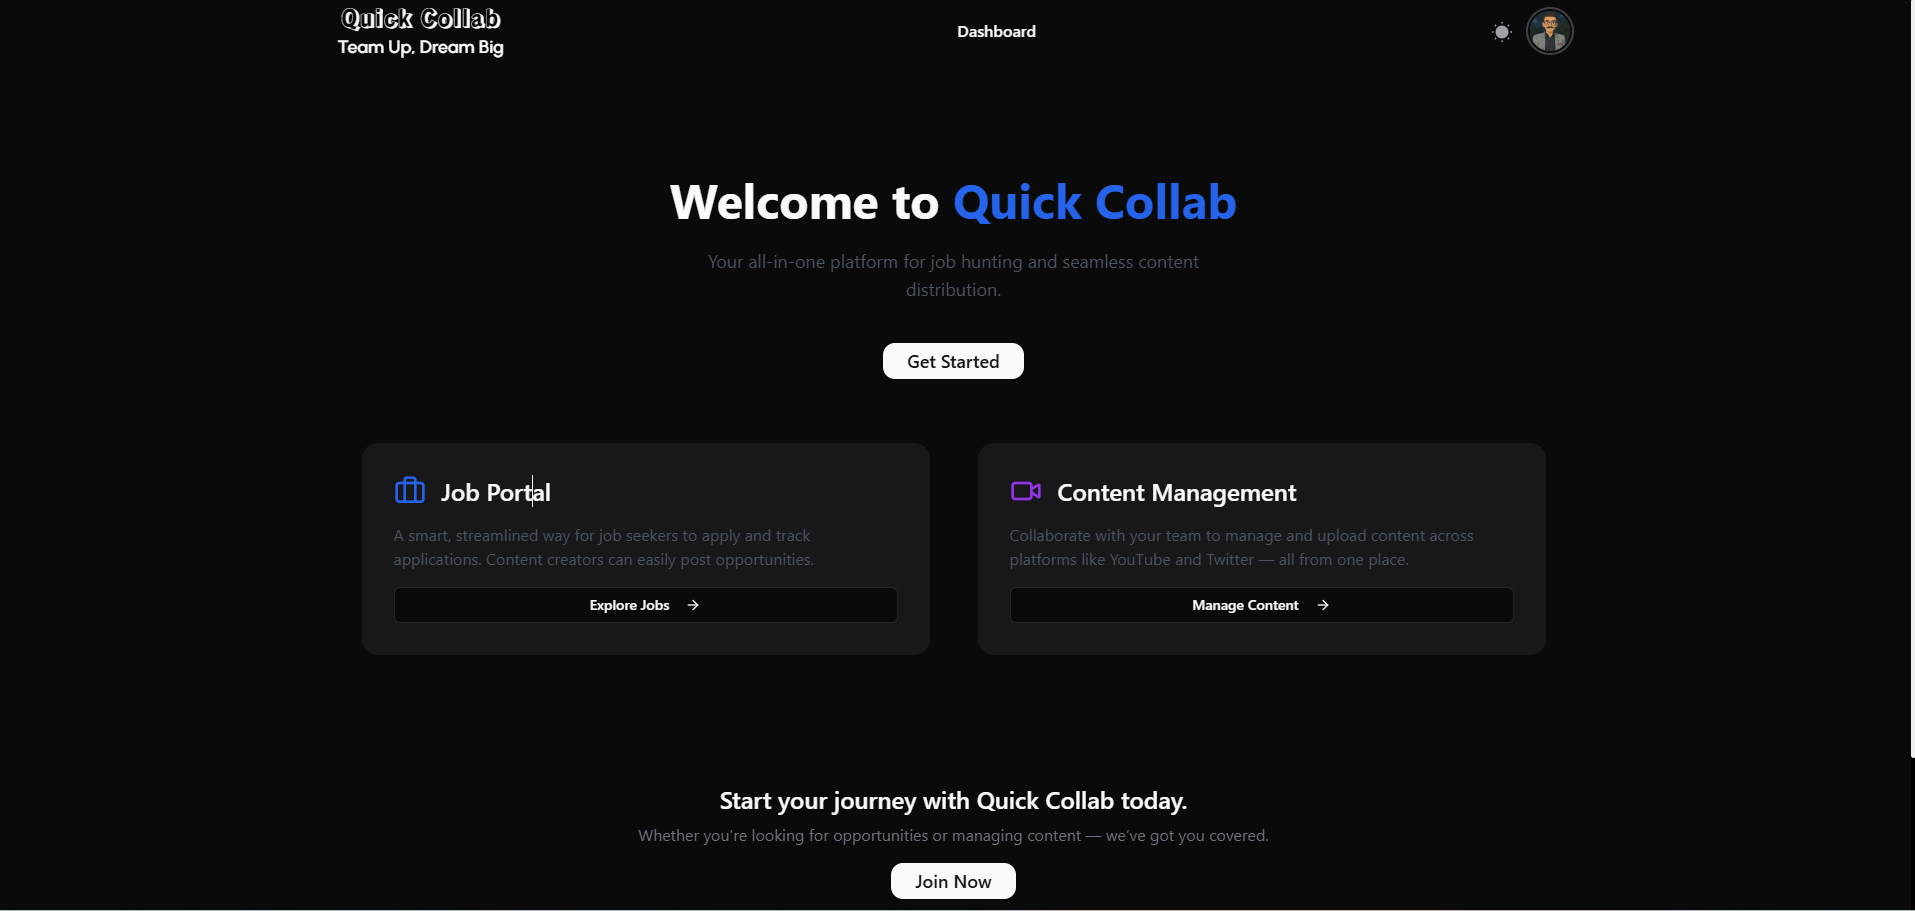 Quick Collab
Team Up, Dream Big
Dashboard
Welcome to Quick Collab
Your all-in-one platform for job hunting and seamless content
distribution.
Get Started
Job Portal
A smart, streamlined way for job seekers to apply and track
applications. Content creators can easily post opportunities.
Explore Jobs
Content Management
Collaborate with your team to manage and upload content across
platforms like YouTube and Twitter — all from one place.
Manage Content
Start your journey with Quick Collab today.
Whether you're looking for opportunities or managing content — we’ve got you covered.
Join Now